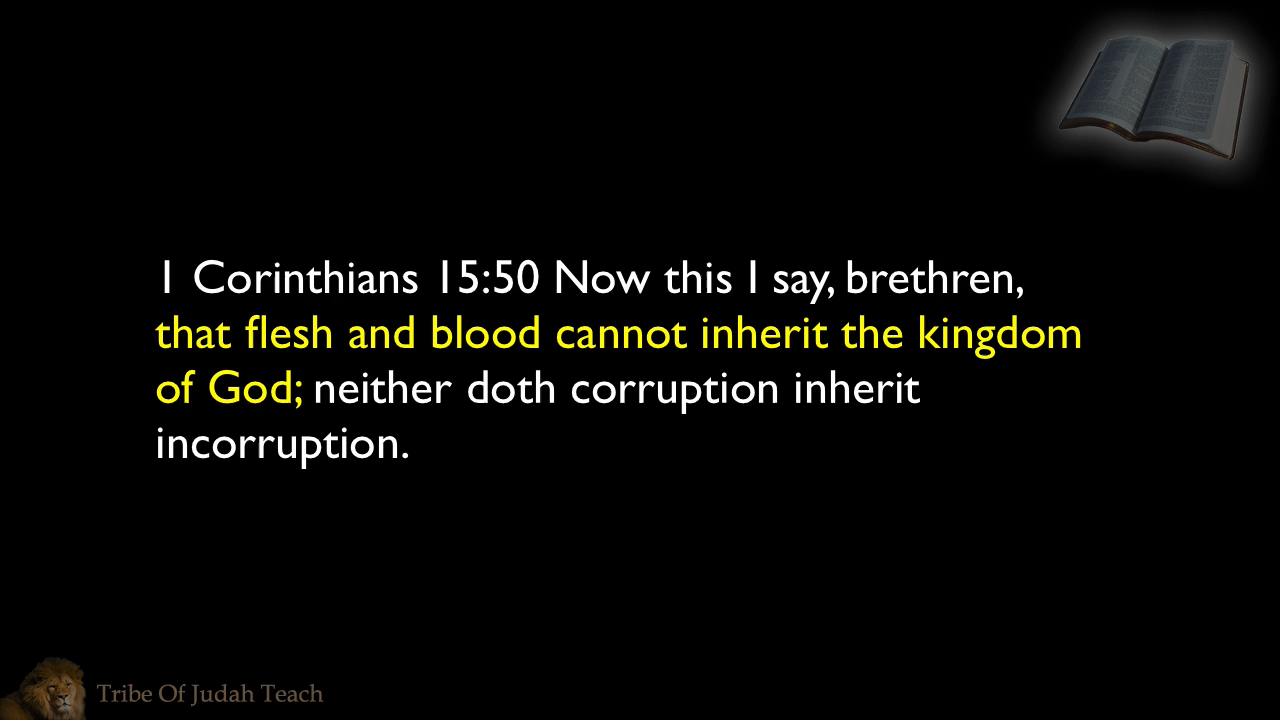 1 Corinthians 15:50 Now this I say, brethren,
that flesh and blood cannot inherit the kingdom
of God; neither doth corruption inherit
incorruption.
Tribe Of Judah Teach